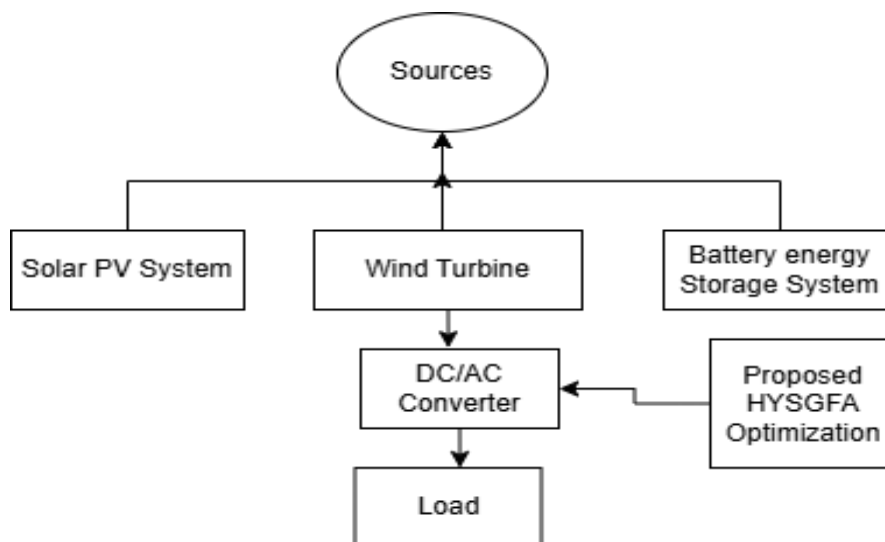 Sources
Solar PV System
Wind Turbine
Battery energy
Storage System
DC/AC
Converter
Proposed
HYSGFA
Optimization
Load